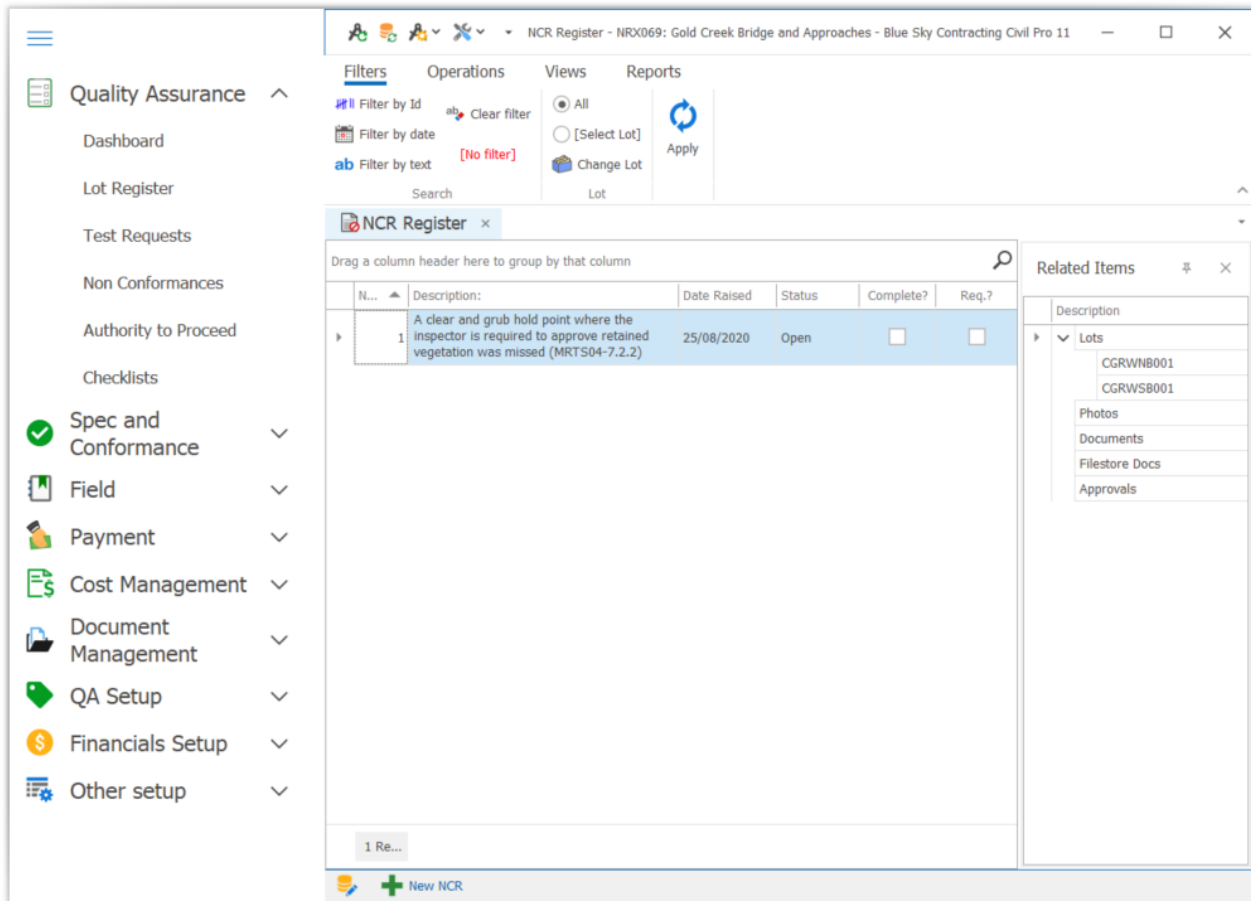 NCR Register - NRX069: Gold Creek Bridge and Approaches - Blue Sky Contracting Civil Pro 11
Quality Assurance
Dashboard
Lot Register
Test Requests
Non Conformances
Authority to Proceed
Checklists
Spec and
Conformance
Field
Payment
Cost Management
Document
Management
QA Setup
Financials Setup
Other setup
Filters
Operations
Views
Reports
Filter by Id
Filter by date
ab Filter by text
ab Clear filter
[No filter]
Search
All
[Select Lot]
Change Lot
Lot
Apply
NCR Register
Drag a column header here to group by that column
N... Description: Date Raised Status Complete? Req.?
1
A clear and grub hold point where the
inspector is required to approve retained
vegetation was missed (MRTS04-7.2.2)
25/08/2020
Open
1 Re...
New NCR
Related Items
Description
Lots
CGRWNB001
CGRWSB001
Photos
Documents
Filestore Docs
Approvals